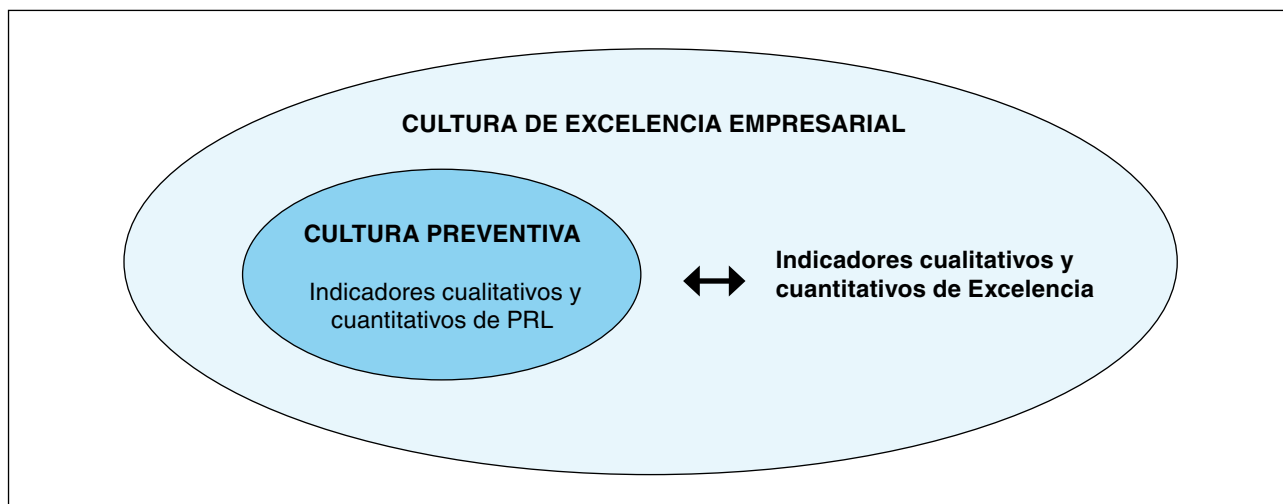 CULTURA DE EXCELENCIA EMPRESARIAL
CULTURA PREVENTIVA
Indicadores cualitativos y
cuantitativos de PRL
Indicadores cualitativos y
cuantitativos de Excelencia